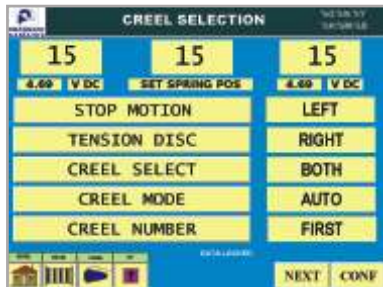 CREEL SELECTION
15 15 15
4.69 V DC SET SPRING POS 4.69 V DC
STOP MOTION LEFT
TENSION DISC RIGHT
CREEL SELECT BOTH
CREEL MODE AUTO
CREEL NUMBER FIRST
NEXT CONF